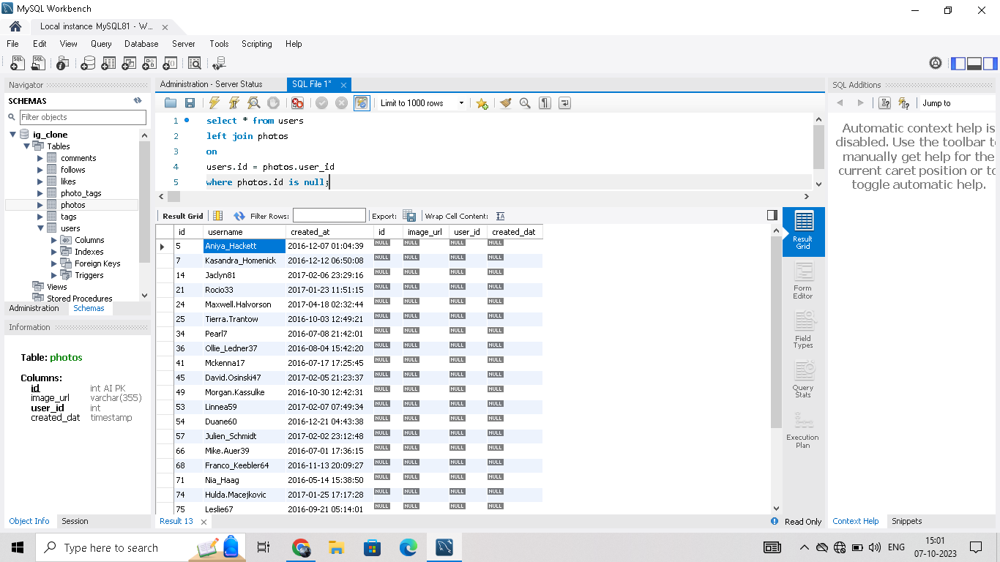 MySQL Workbench
Local instance MySQL81 - W...
File Edit View Query Database Server Tools Scripting Help
Navigator
SCHEMAS
Filter objects
ig_clone
Tables
comments
follows
likes
photo_tags
photos
tags
users
Columns
Indexes
Foreign Keys
Triggers
Views
Stored Procedures
Administration Schemas
Information
Table: photos
Columns:
id int AI PK
image_url varchar(355)
user_id int
created_dat timestamp
Object Info Session
Administration - Server Status SQL File 1*
Limit to 1000 rows
1 select * from users
2 left join photos
3 on
4 users.id = photos.user_id
5 where photos.id is null;
Result Grid Filter Rows: Export: Wrap Cell Content:
id username created_at id image_url user_id created_dat
5 Aniya_Hackett 2016-12-07 01:04:39 NULL NULL NULL NULL
7 Kasandra_Homenick 2016-12-12 06:50:08 NULL NULL NULL NULL
14 Jaclyn81 2017-02-06 23:29:16 NULL NULL NULL NULL
21 Rocio33 2017-01-23 11:51:15 NULL NULL NULL NULL
24 Maxwell.Halvorson 2017-04-18 02:32:44 NULL NULL NULL NULL
25 Tierra.Trantow 2016-10-03 12:49:21 NULL NULL NULL NULL
34 Pearl7 2016-07-08 21:42:01 NULL NULL NULL NULL
36 Ollie_Ledner37 2016-08-04 15:42:20 NULL NULL NULL NULL
41 Mckenna17 2016-07-17 17:25:45 NULL NULL NULL NULL
45 David.Osinski47 2017-02-05 21:23:37 NULL NULL NULL NULL
49 Morgan.Kassulke 2016-10-30 12:42:31 NULL NULL NULL NULL
53 Linnea59 2017-02-07 07:49:34 NULL NULL NULL NULL
54 Duane60 2016-12-21 04:43:38 NULL NULL NULL NULL
57 Julien_Schmidt 2017-02-02 23:12:48 NULL NULL NULL NULL
66 Mike.Auer39 2016-07-01 17:36:15 NULL NULL NULL NULL
68 Franco_Keebler64 2016-11-13 20:09:27 NULL NULL NULL NULL
71 Nia_Haag 2016-05-14 15:38:50 NULL NULL NULL NULL
74 Hulda.Macejkovic 2017-01-25 17:17:28 NULL NULL NULL NULL
75 Leslie67 2016-09-21 05:14:01 NULL NULL NULL NULL
Result 13
Read Only
Result
Grid
Form
Editor
Field
Types
Query
Stats
Execution
Plan
SQL Additions
Jump to
Automatic context help is
disabled. Use the toolbar to
manually get help for the
current caret position or to
toggle automatic help.
Context Help Snippets
Type here to search
ENG
15:01
07-10-2023